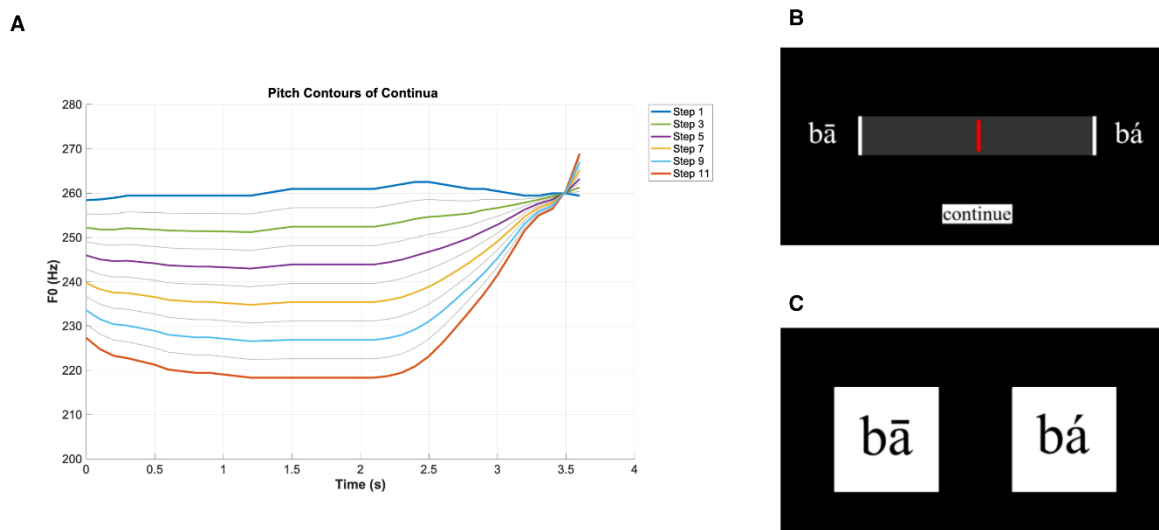 A
Pitch Contours of Continua
280
270
260
250
240
230
220
210
200
F0 (Hz)
0 0.5 1 1.5 2 2.5 3 3.5 4
Time (s)
Step 1
Step 3
Step 5
Step 7
Step 9
Step 11
B
bā bá
continue
C
bā bá